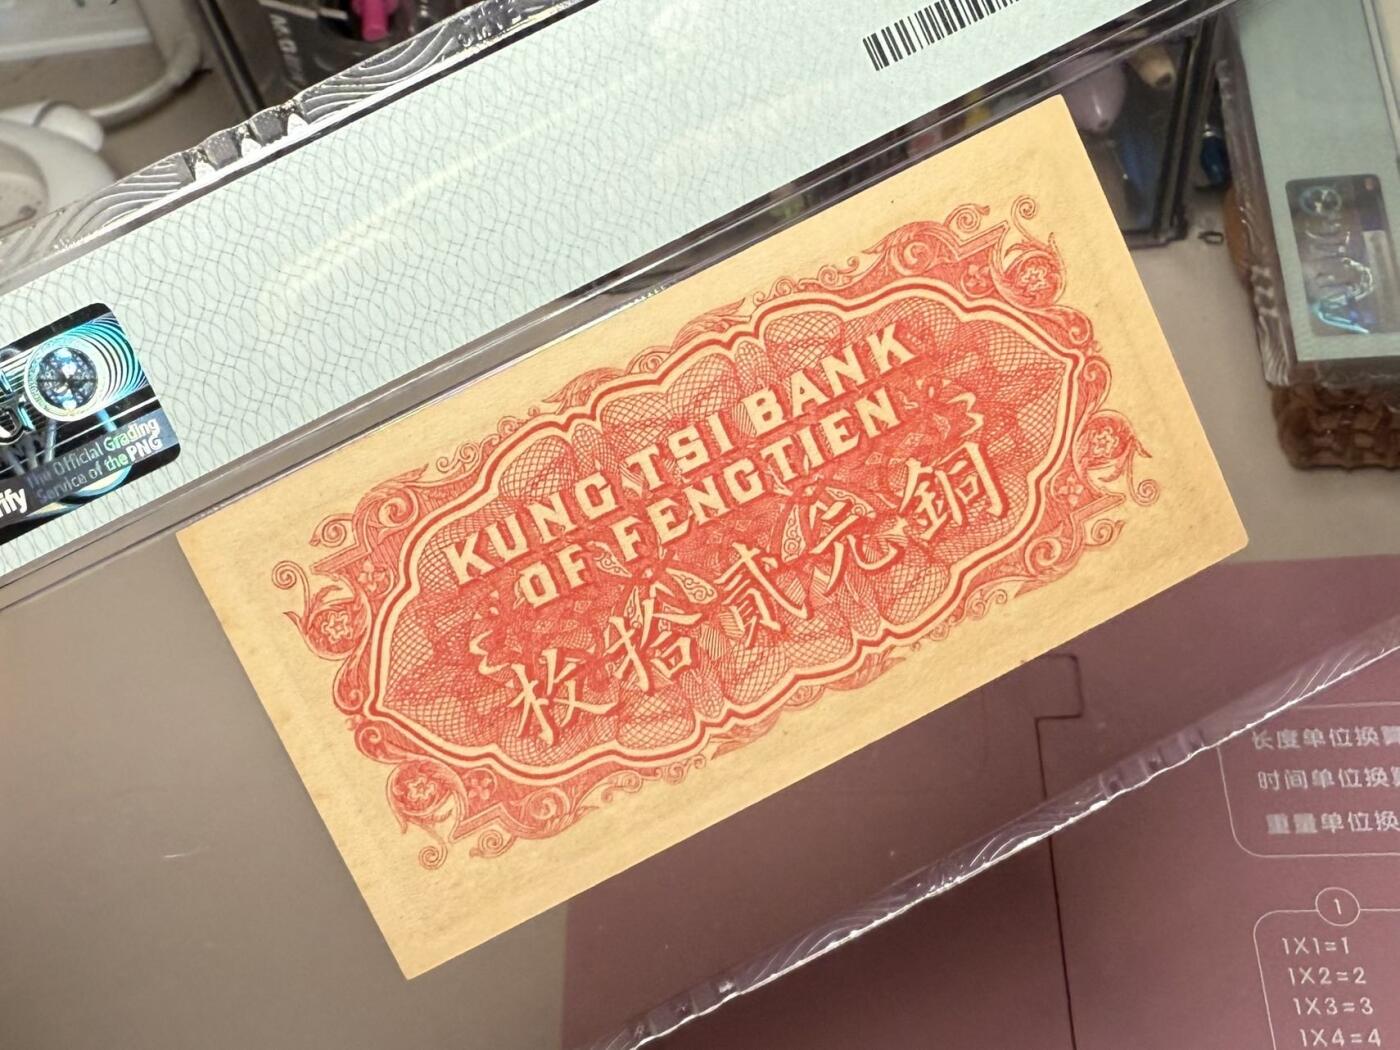 The Official Grading
Service of the PNG
KUNG TSI BANK
OF FENGTIEN
銅元貳拾枚
长度单位换算
时间单位换算
重量单位换
1
1X1=1
1X2=2
1X3=3
1X4=4